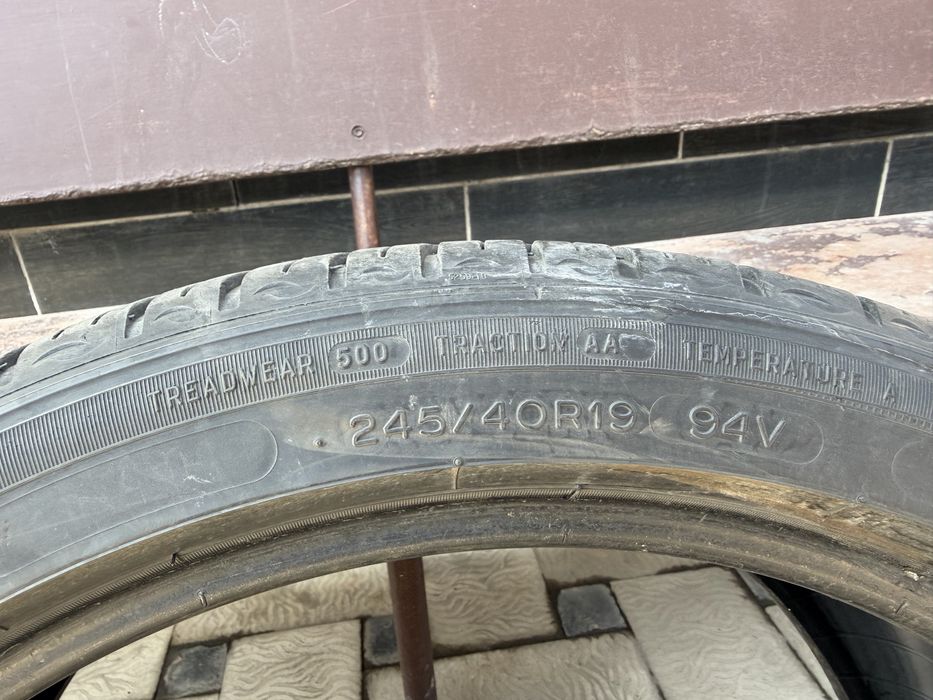 TREADWEAR 500 TRACTION AA TEMPERATURE A
245/40R19 94V